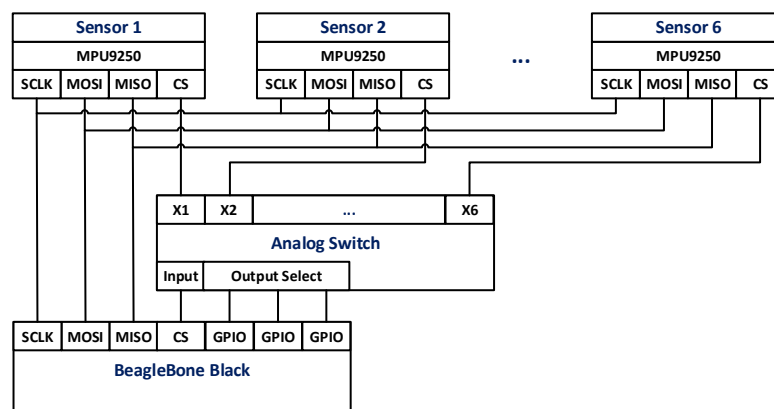 Sensor 1 Sensor 2 Sensor 6
MPU9250 MPU9250 ... MPU9250
SCLK MOSI MISO CS SCLK MOSI MISO CS SCLK MOSI MISO CS
X1 X2 ... X6
Analog Switch
Input Output Select
SCLK MOSI MISO CS GPIO GPIO GPIO
BeagleBone Black